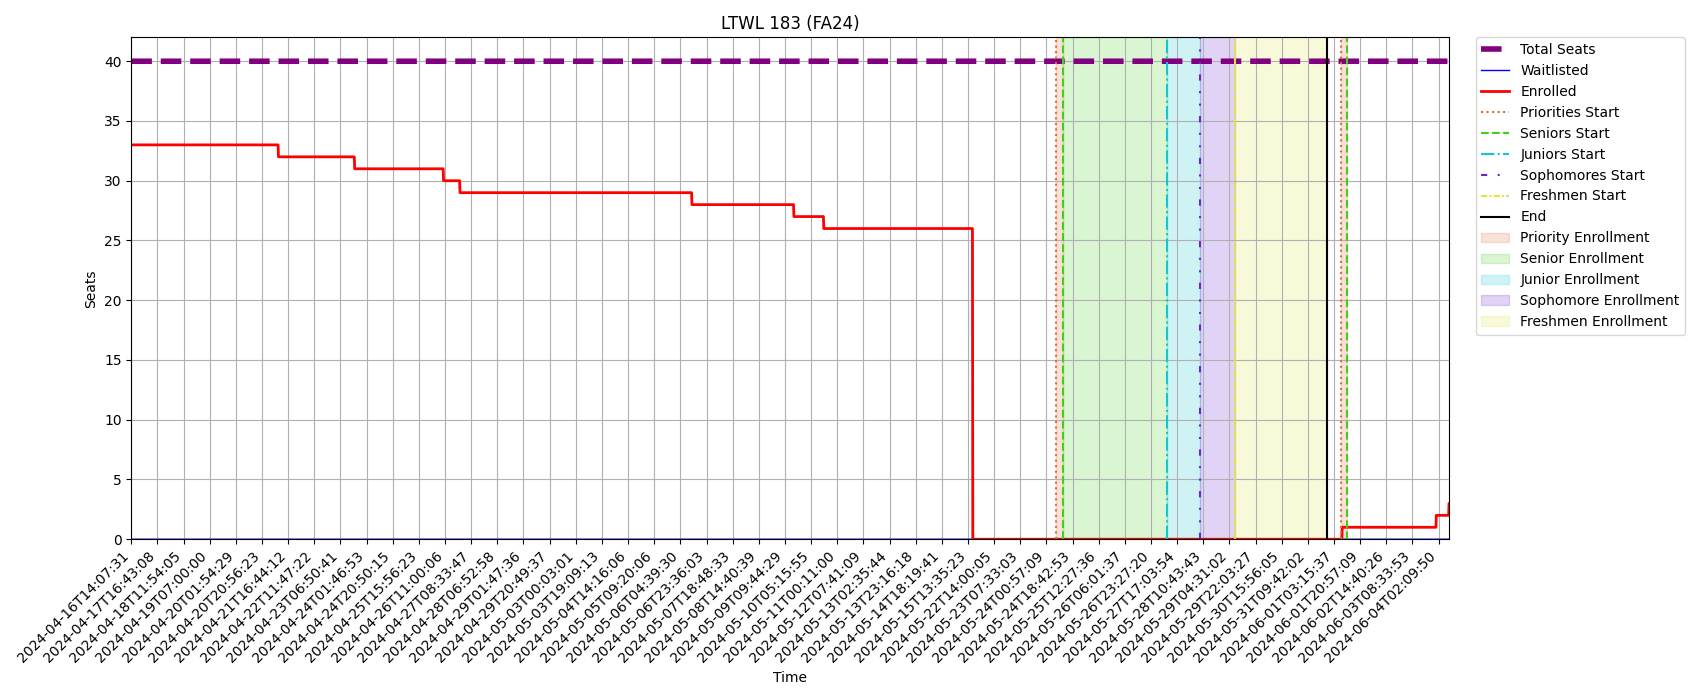 LTWL 183 (FA24)
Seats
40
35
30
25
20
15
10
5
0
2024-04-16T14:07:31
2024-04-17T16:43:08
2024-04-18T11:54:05
2024-04-19T07:00:00
2024-04-20T01:54:29
2024-04-20T20:56:23
2024-04-21T16:44:12
2024-04-22T11:47:22
2024-04-23T06:50:41
2024-04-24T01:46:53
2024-04-24T20:50:15
2024-04-25T15:56:23
2024-04-26T11:00:06
2024-04-27T08:33:47
2024-04-28T06:52:58
2024-04-29T01:47:36
2024-04-29T20:49:37
2024-05-03T00:03:01
2024-05-03T19:09:13
2024-05-04T14:16:06
2024-05-05T09:20:06
2024-05-06T04:39:30
2024-05-06T23:36:03
2024-05-07T18:48:33
2024-05-08T14:40:39
2024-05-09T09:44:29
2024-05-10T05:15:55
2024-05-11T00:11:00
2024-05-12T07:41:09
2024-05-13T02:35:44
2024-05-13T23:16:18
2024-05-14T18:19:41
2024-05-15T13:35:23
2024-05-22T14:00:05
2024-05-23T07:33:03
2024-05-24T00:57:09
2024-05-24T18:42:53
2024-05-25T12:27:36
2024-05-26T06:01:37
2024-05-26T23:27:20
2024-05-27T17:03:54
2024-05-28T10:43:43
2024-05-29T04:31:02
2024-05-29T22:03:27
2024-05-30T15:56:05
2024-05-31T09:42:02
2024-06-01T03:15:37
2024-06-01T20:57:09
2024-06-02T14:40:26
2024-06-03T08:33:53
2024-06-04T02:09:50
Time
Total Seats
Waitlisted
Enrolled
Priorities Start
Seniors Start
Juniors Start
Sophomores Start
Freshmen Start
End
Priority Enrollment
Senior Enrollment
Junior Enrollment
Sophomore Enrollment
Freshmen Enrollment